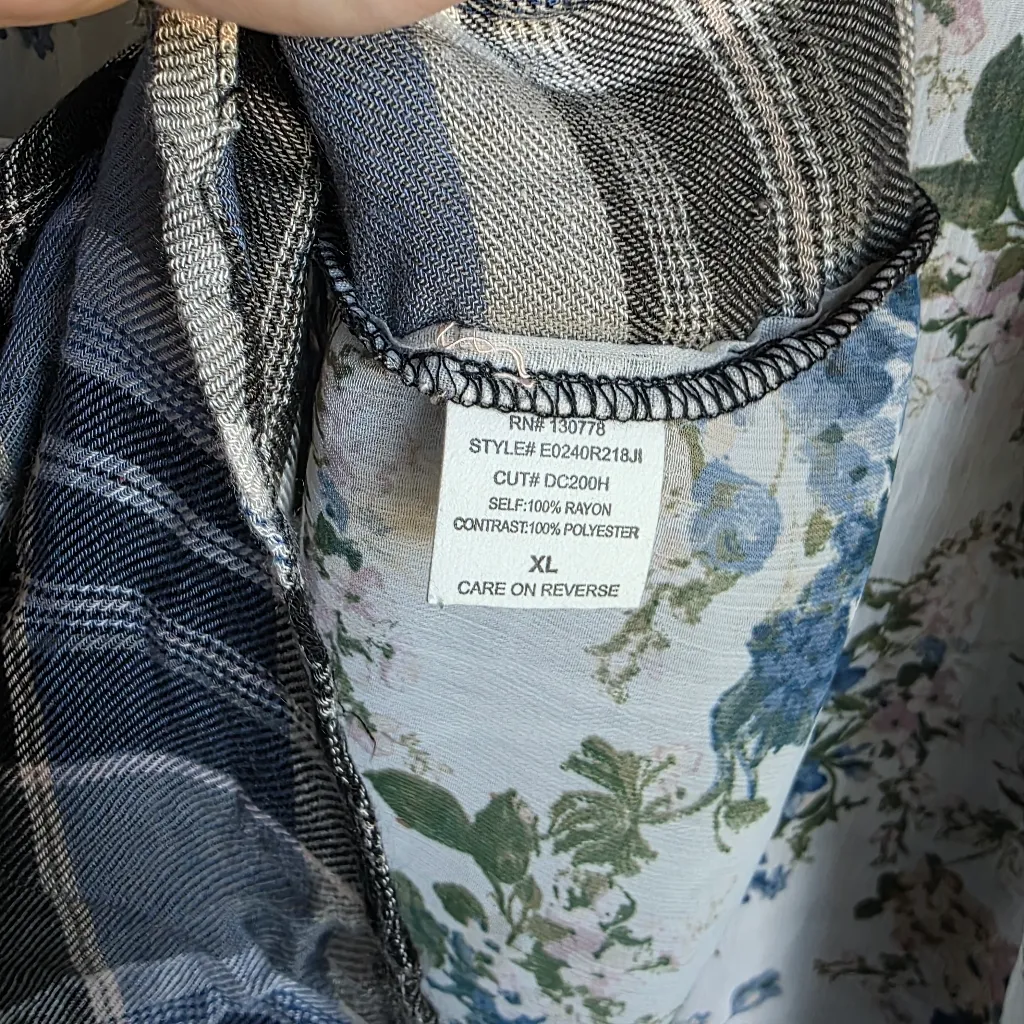 RN# 130778
STYLE# E0240R218JI
CUT# DC200H
SELF:100% RAYON
CONTRAST:100% POLYESTER
XL
CARE ON REVERSE